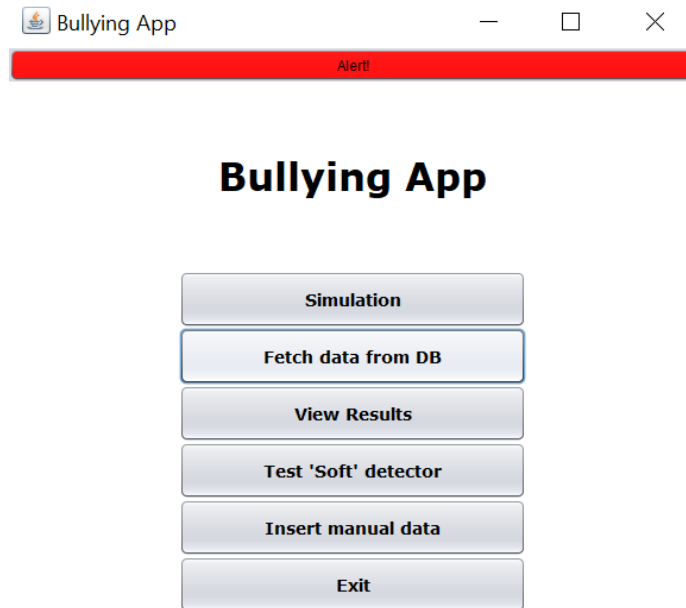 Bullying App
Alert!
Bullying App
Simulation
Fetch data from DB
View Results
Test 'Soft' detector
Insert manual data
Exit